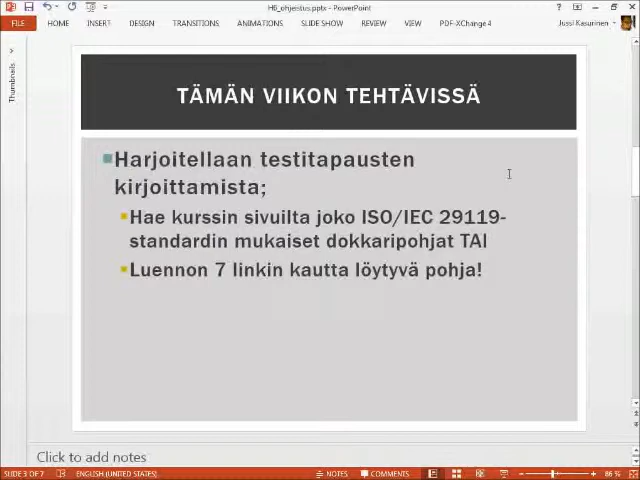 H6_ohjeistus.pptx - PowerPoint
FILE HOME INSERT DESIGN TRANSITIONS ANIMATIONS SLIDE SHOW REVIEW VIEW PDF-XChange 4 Jussi Kasurinen
Thumbnails
TÄMÄN VIIKON TEHTÄVISSÄ
Harjoitellaan testitapausten
kirjoittamista;
Hae kurssin sivuilta joko ISO/IEC 29119-
standardin mukaiset dokkaripohjat TAI
Luennon 7 linkin kautta löytyvä pohja!
Click to add notes
SLIDE 3 OF 7 ENGLISH (UNITED STATES) NOTES COMMENTS 86 %